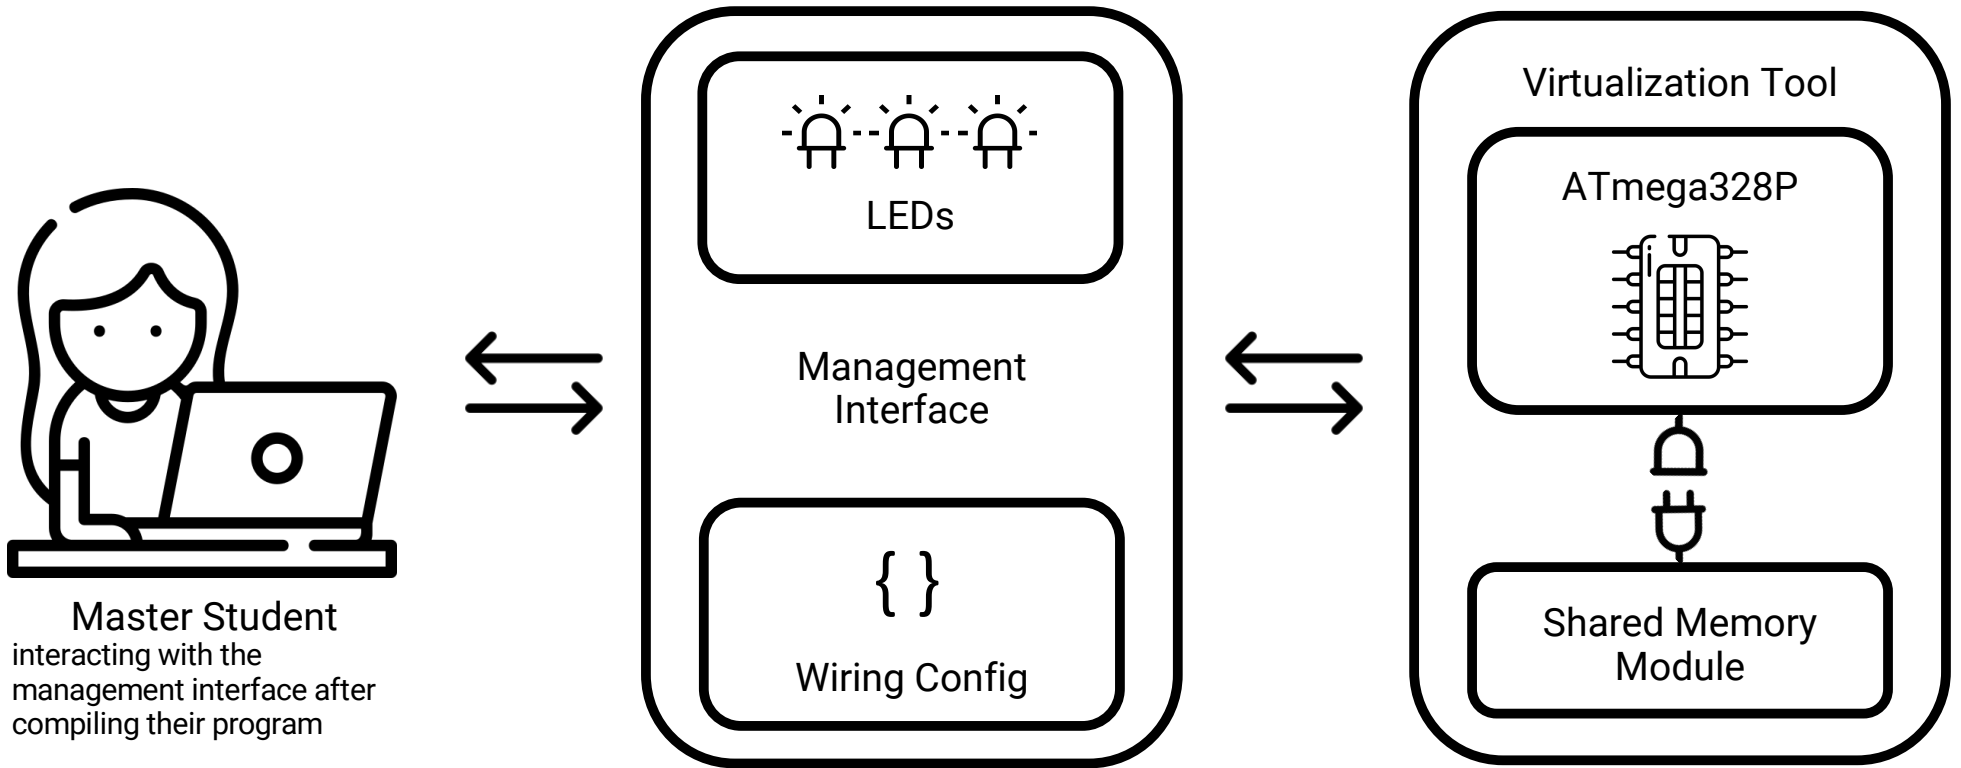 Master Student
interacting with the
management interface after
compiling their program
LEDs
Management
Interface
{ }
Wiring Config
Virtualization Tool
ATmega328P
Shared Memory
Module